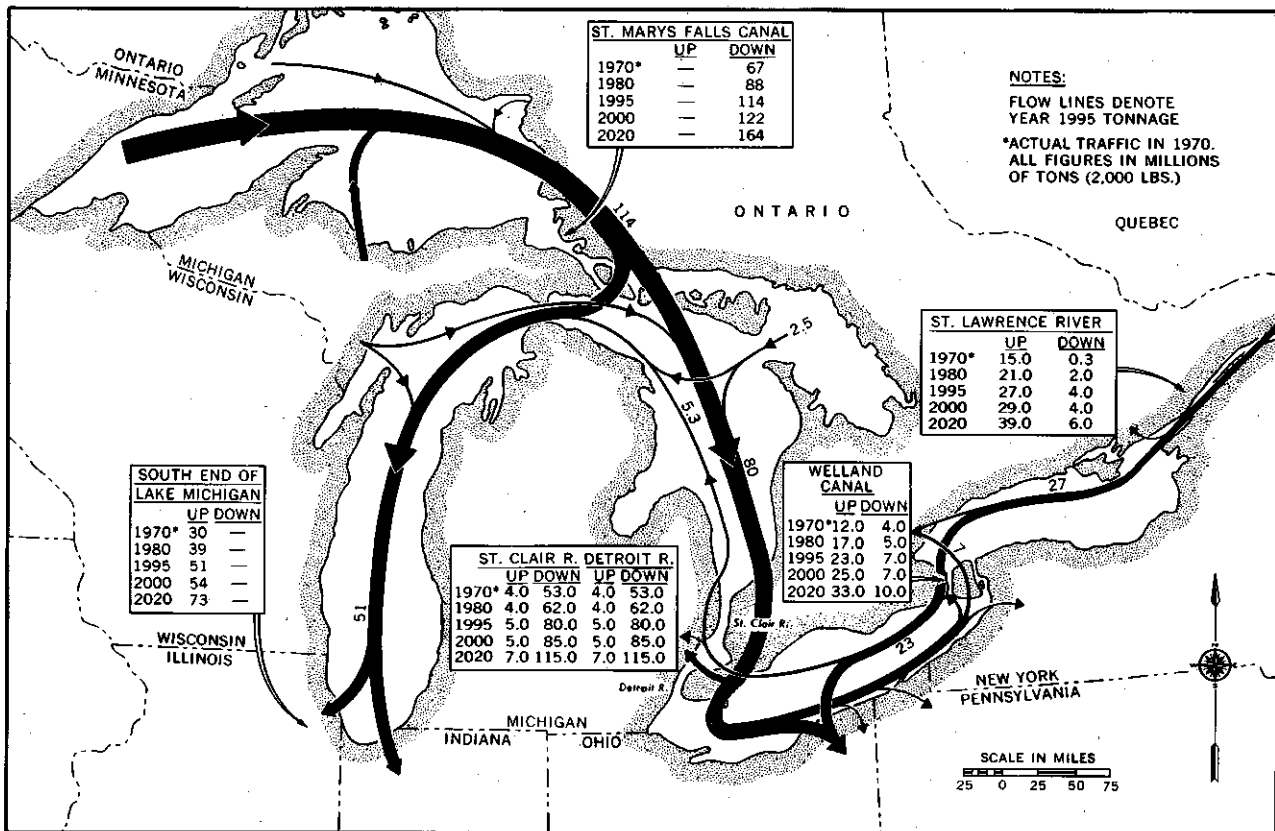 ONTARIO
MINNESOTA
ST. MARYS FALLS CANAL
UP DOWN
1970* — 67
1980 — 88
1995 — 114
2000 — 122
2020 — 164
NOTES:
FLOW LINES DENOTE
YEAR 1995 TONNAGE
*ACTUAL TRAFFIC IN 1970.
ALL FIGURES IN MILLIONS
OF TONS (2,000 LBS.)
114
ONTARIO
QUEBEC
MICHIGAN
WISCONSIN
2.5
ST. LAWRENCE RIVER
UP DOWN
1970* 15.0 0.3
1980 21.0 2.0
1995 27.0 4.0
2000 29.0 4.0
2020 39.0 6.0
5.3
80
SOUTH END OF
LAKE MICHIGAN
UP DOWN
1970* 30 —
1980 39 —
1995 51 —
2000 54 —
2020 73 —
WELLAND
CANAL
UP DOWN
1970* 12.0 4.0
1980 17.0 5.0
1995 23.0 7.0
2000 25.0 7.0
2020 33.0 10.0
27
7
ST. CLAIR R. DETROIT R.
UP DOWN UP DOWN
1970* 4.0 53.0 4.0 53.0
1980 4.0 62.0 4.0 62.0
1995 5.0 80.0 5.0 80.0
2000 5.0 85.0 5.0 85.0
2020 7.0 115.0 7.0 115.0
51
St. Clair R.
23
WISCONSIN
ILLINOIS
Detroit R.
NEW YORK
PENNSYLVANIA
MICHIGAN
INDIANA
OHIO
SCALE IN MILES
25 0 25 50 75